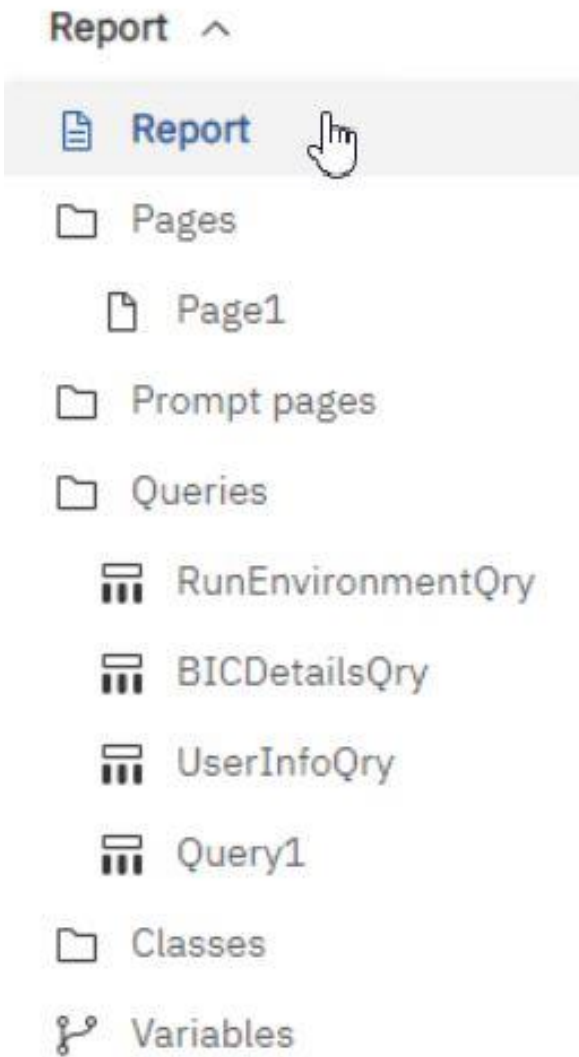 Report
Report
Pages
Page1
Prompt pages
Queries
RunEnvironmentQry
BICDetailsQry
UserInfoQry
Query1
Classes
Variables